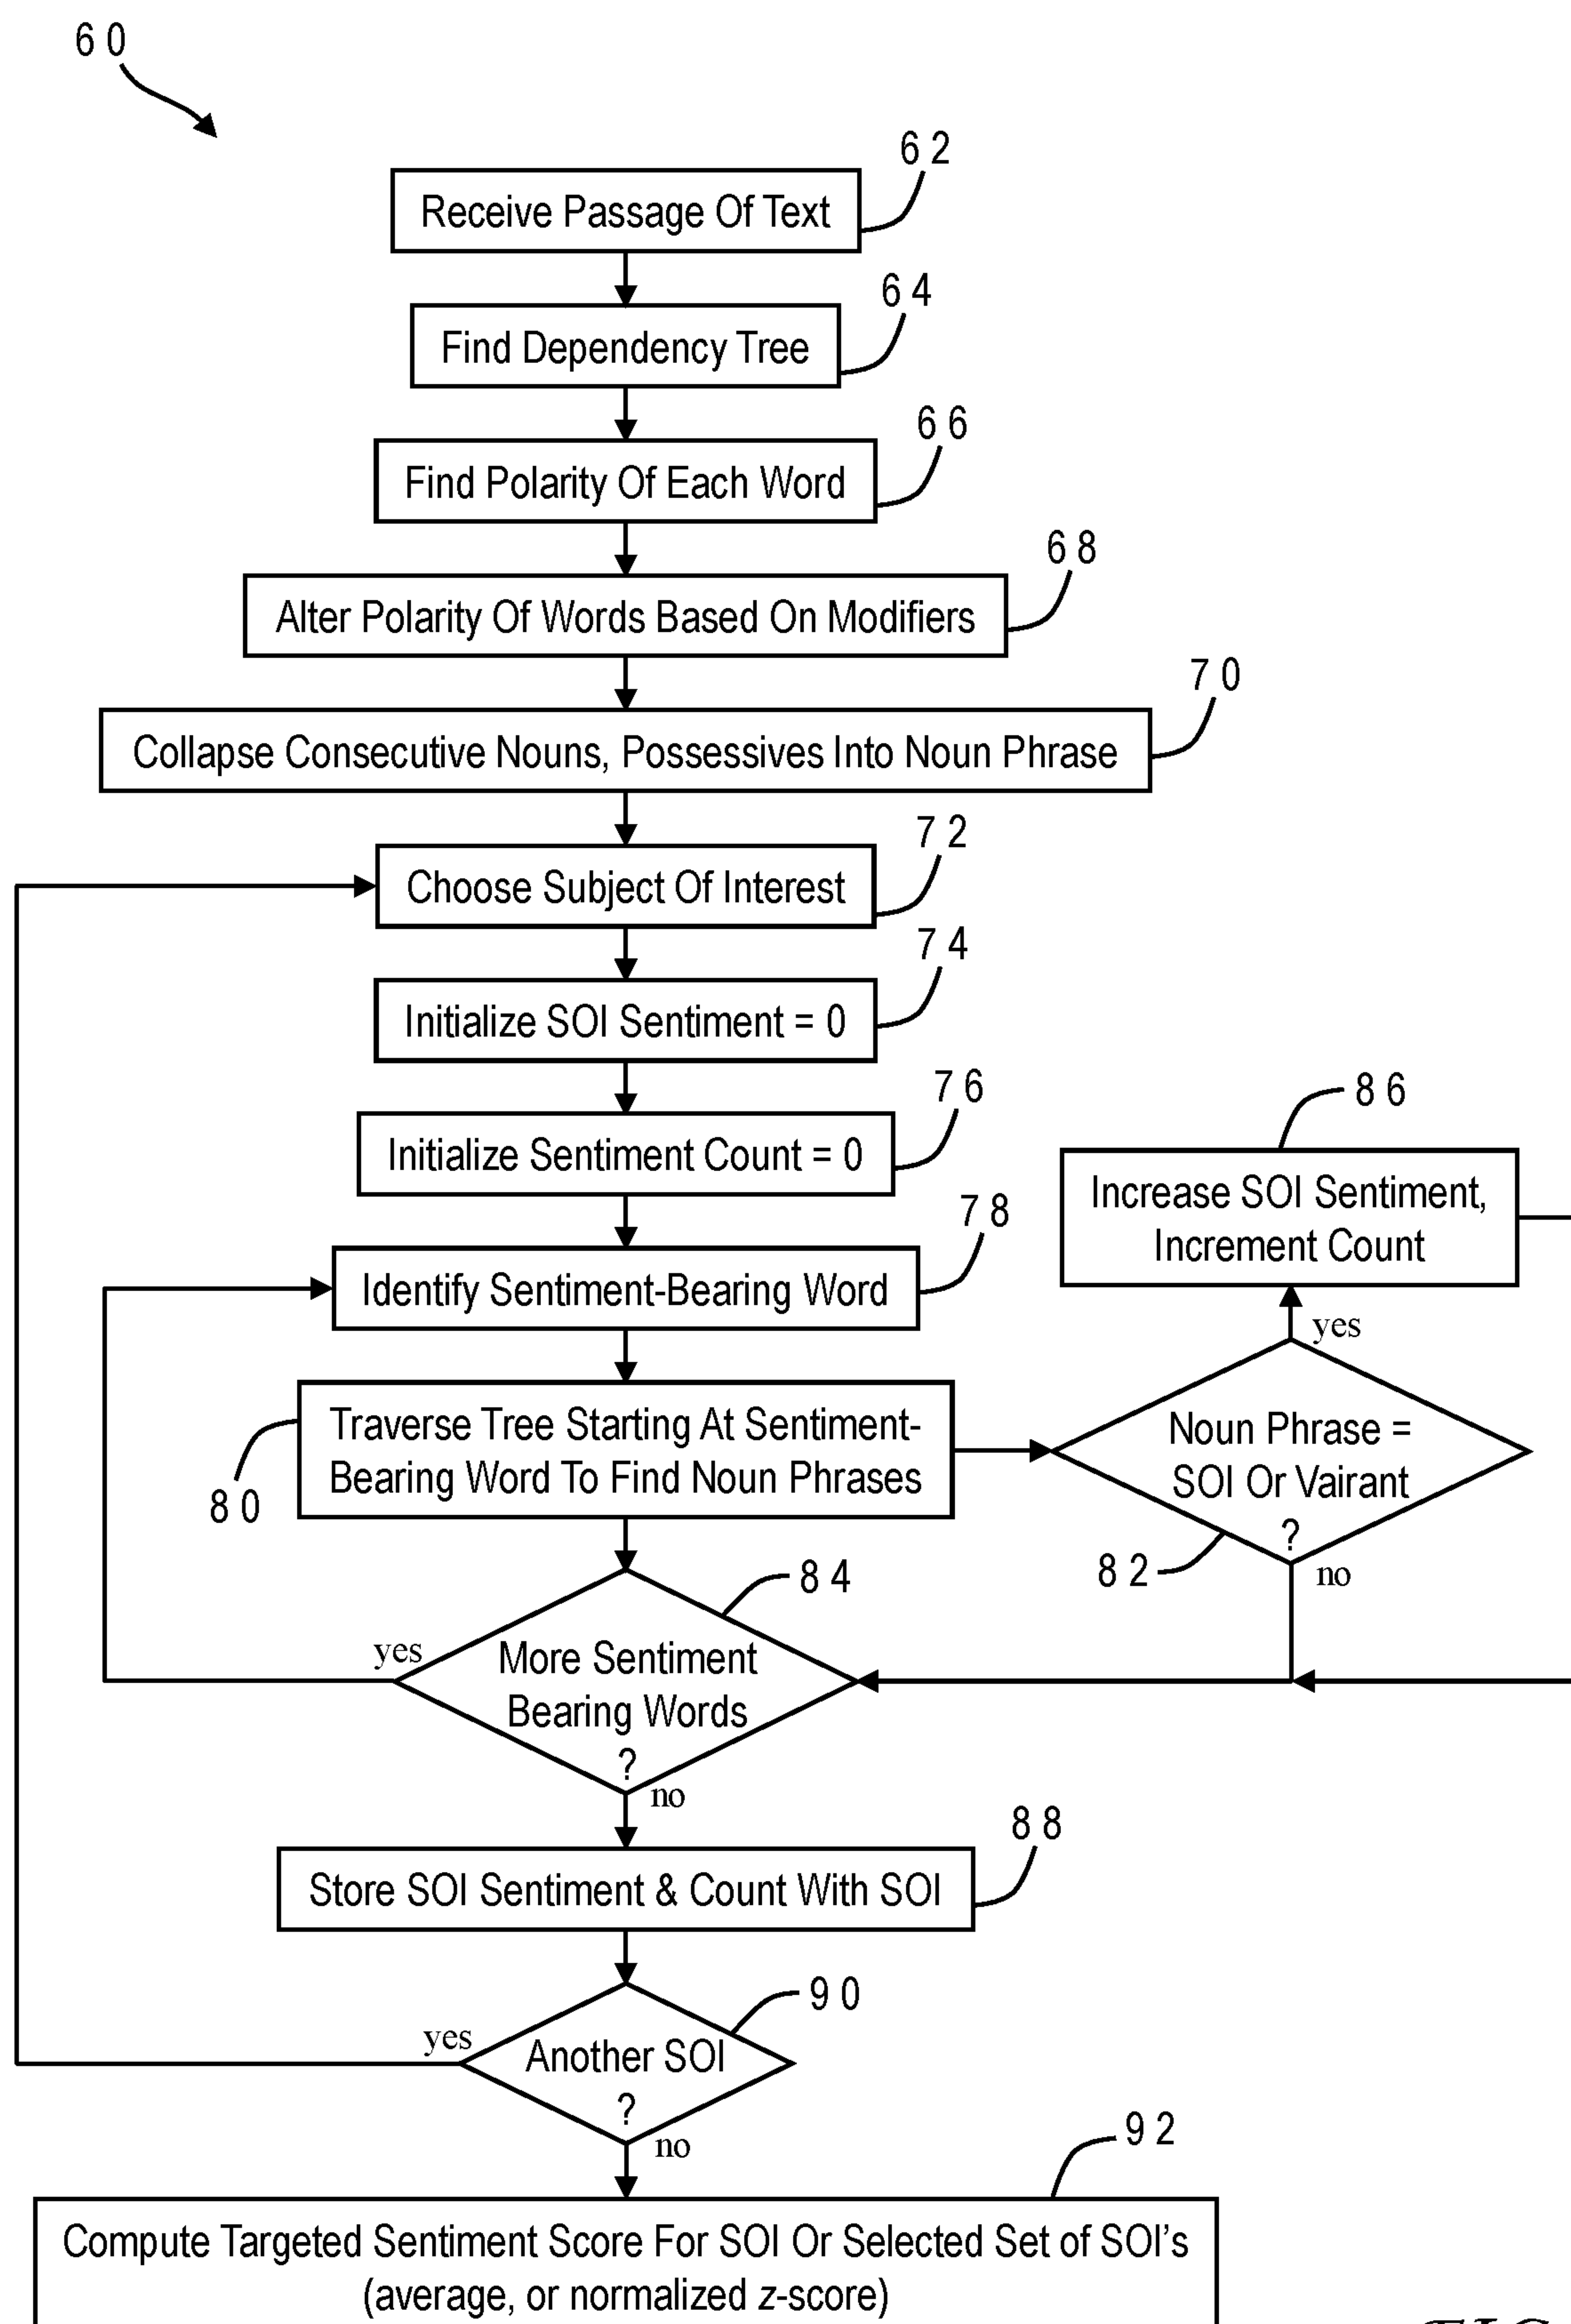 60
62
Receive Passage Of Text
64
Find Dependency Tree
66
Find Polarity Of Each Word
68
Alter Polarity Of Words Based On Modifiers
70
Collapse Consecutive Nouns, Possessives Into Noun Phrase
72
Choose Subject Of Interest
74
Initialize SOI Sentiment = 0
76
Initialize Sentiment Count = 0
78
Identify Sentiment-Bearing Word
80
Traverse Tree Starting At Sentiment-
Bearing Word To Find Noun Phrases
86
Increase SOI Sentiment,
Increment Count
yes
Noun Phrase =
SOI Or Vairant
?
82
no
84
More Sentiment
Bearing Words
?
yes
no
88
Store SOI Sentiment & Count With SOI
90
Another SOI
?
yes
no
92
Compute Targeted Sentiment Score For SOI Or Selected Set of SOI's
(average, or normalized z-score)